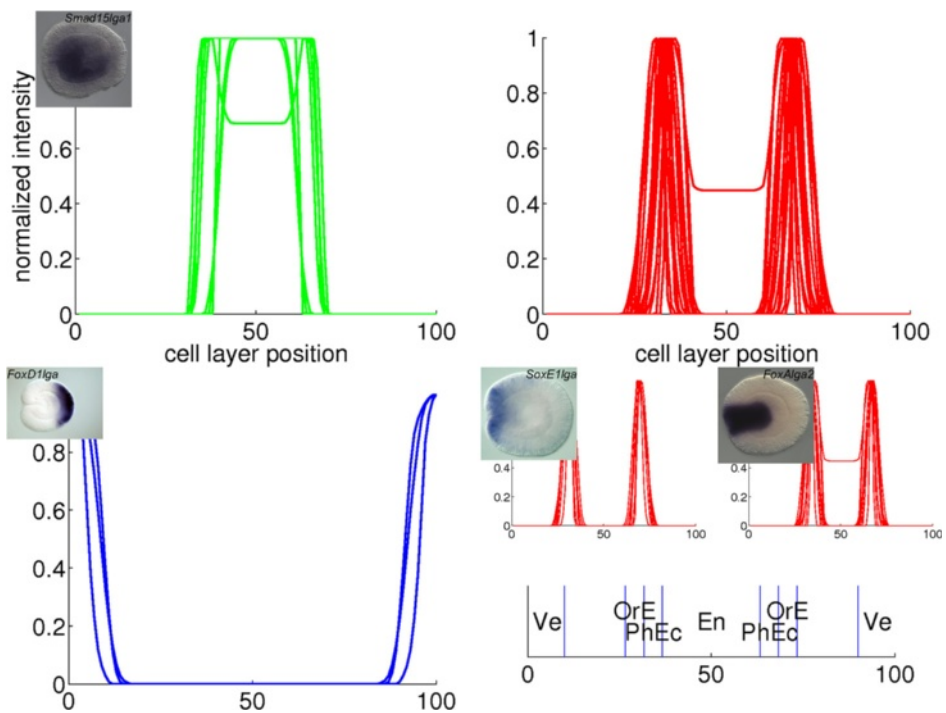 Smad15lga1
normalized intensity
0.6
0.4
0.2
0
0
50
100
cell layer position
1
0.8
0.6
0.4
0.2
0
0
50
100
cell layer position
FoxD1lga
0.8
0.6
0.4
0.2
0
0
50
100
SoxE1lga
0.4
0.2
0
0
50
100
FoxAlga2
0.4
0.2
0
0
50
100
Ve
OrE
PhEc
En
PhEc
OrE
Ve
0
50
100